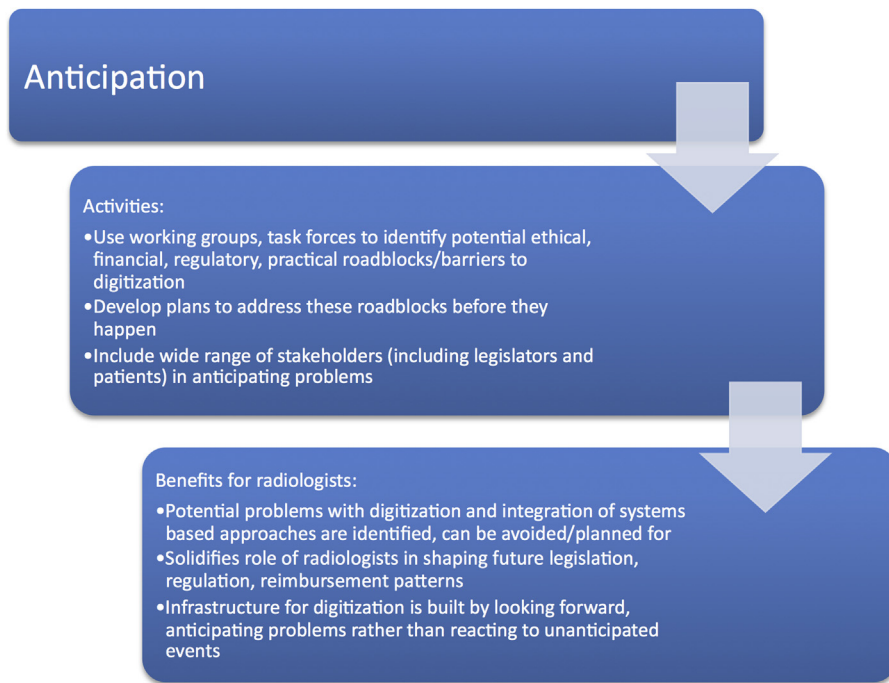 Anticipation
Activities:
•Use working groups, task forces to identify potential ethical,
financial, regulatory, practical roadblocks/barriers to
digitization
•Develop plans to address these roadblocks before they
happen
•Include wide range of stakeholders (including legislators and
patients) in anticipating problems
Benefits for radiologists:
•Potential problems with digitization and integration of systems
based approaches are identified, can be avoided/planned for
•Solidifies role of radiologists in shaping future legislation,
regulation, reimbursement patterns
•Infrastructure for digitization is built by looking forward,
anticipating problems rather than reacting to unanticipated
events